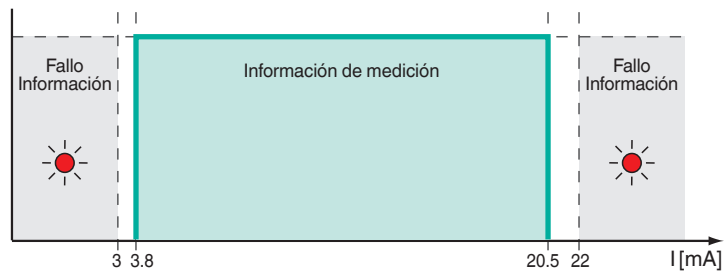 Fallo
Información
Información de medición
Fallo
Información
3 3.8 20.5 22 I [mA]